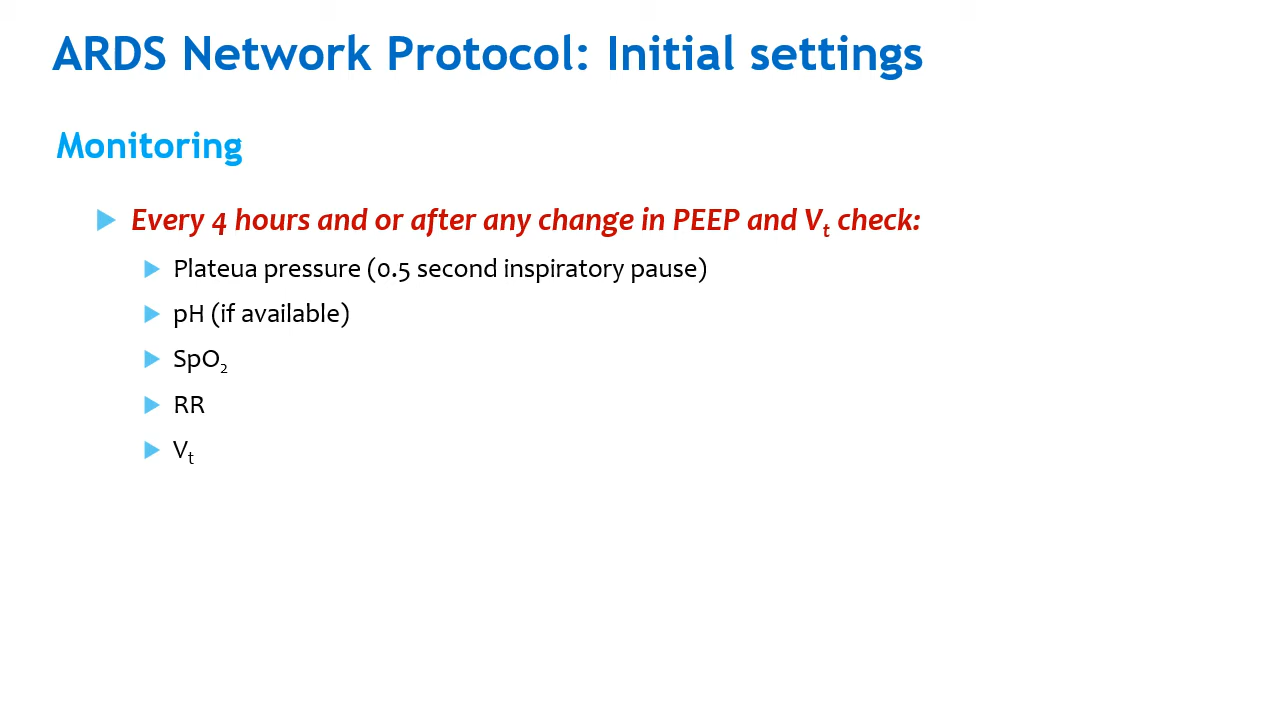 ARDS Network Protocol: Initial settings
Monitoring
Every 4 hours and or after any change in PEEP and Vt check:
Plateua pressure (0.5 second inspiratory pause)
pH (if available)
SpO2
RR
Vt